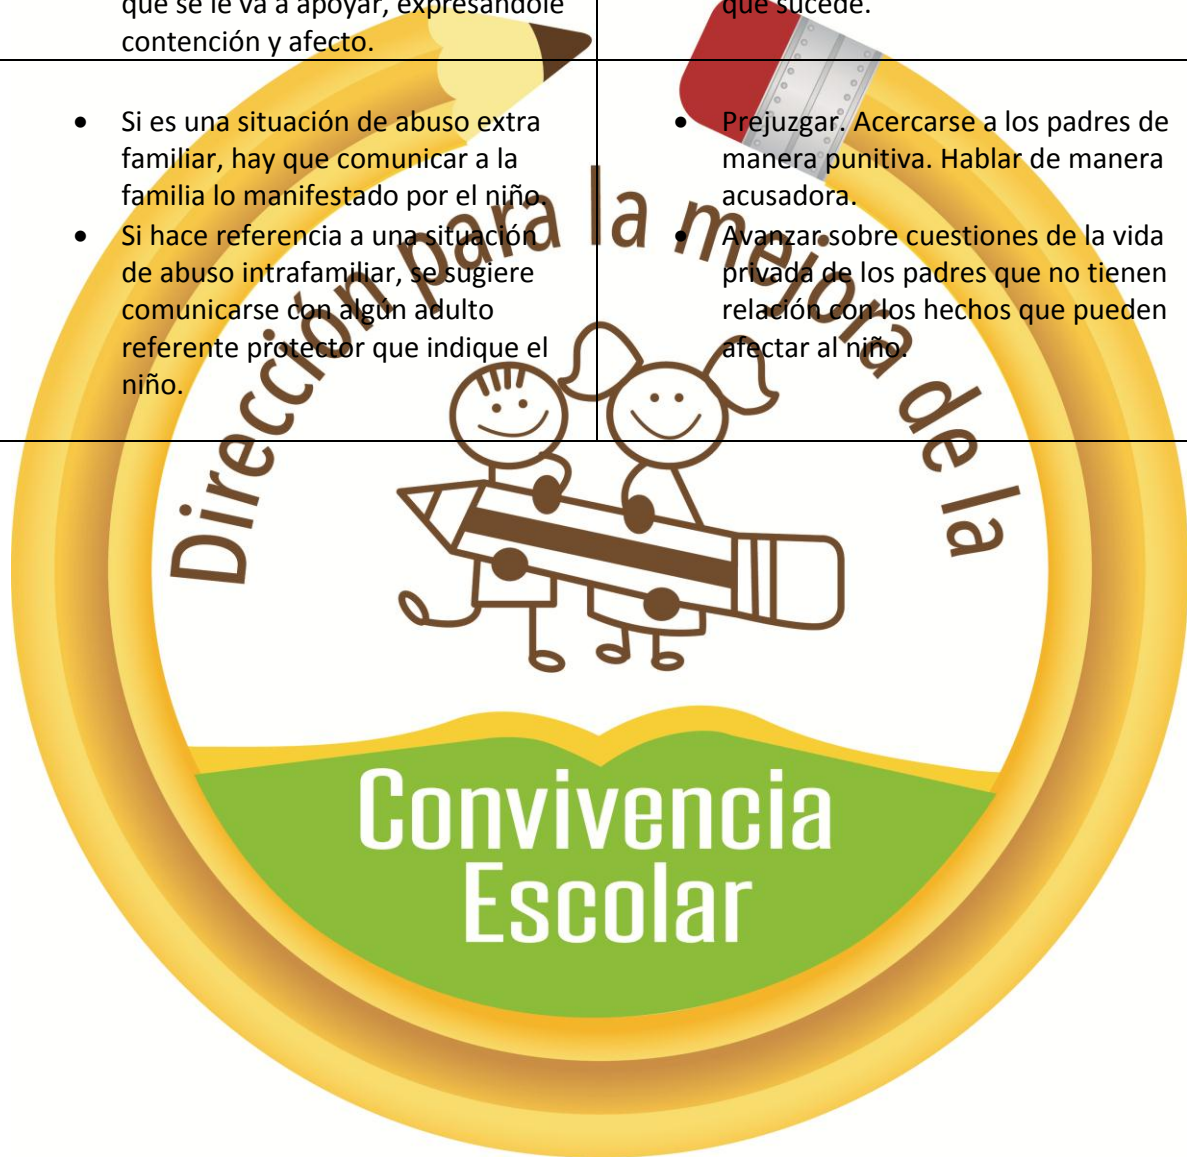 que se le va a apoyar, expresándole
contención y afecto.
que sucede.
• Si es una situación de abuso extra
familiar, hay que comunicar a la
familia lo manifestado por el niño.
• Si hace referencia a una situación
de abuso intrafamiliar, se sugiere
comunicarse con algún adulto
referente protector que indique el
niño.
• Prejuzgar. Acercarse a los padres de
manera punitiva. Hablar de manera
acusadora.
• Avanzar sobre cuestiones de la vida
privada de los padres que no tienen
relación con los hechos que pueden
afectar al niño.
Dirección para la mejora de la
Convivencia
Escolar